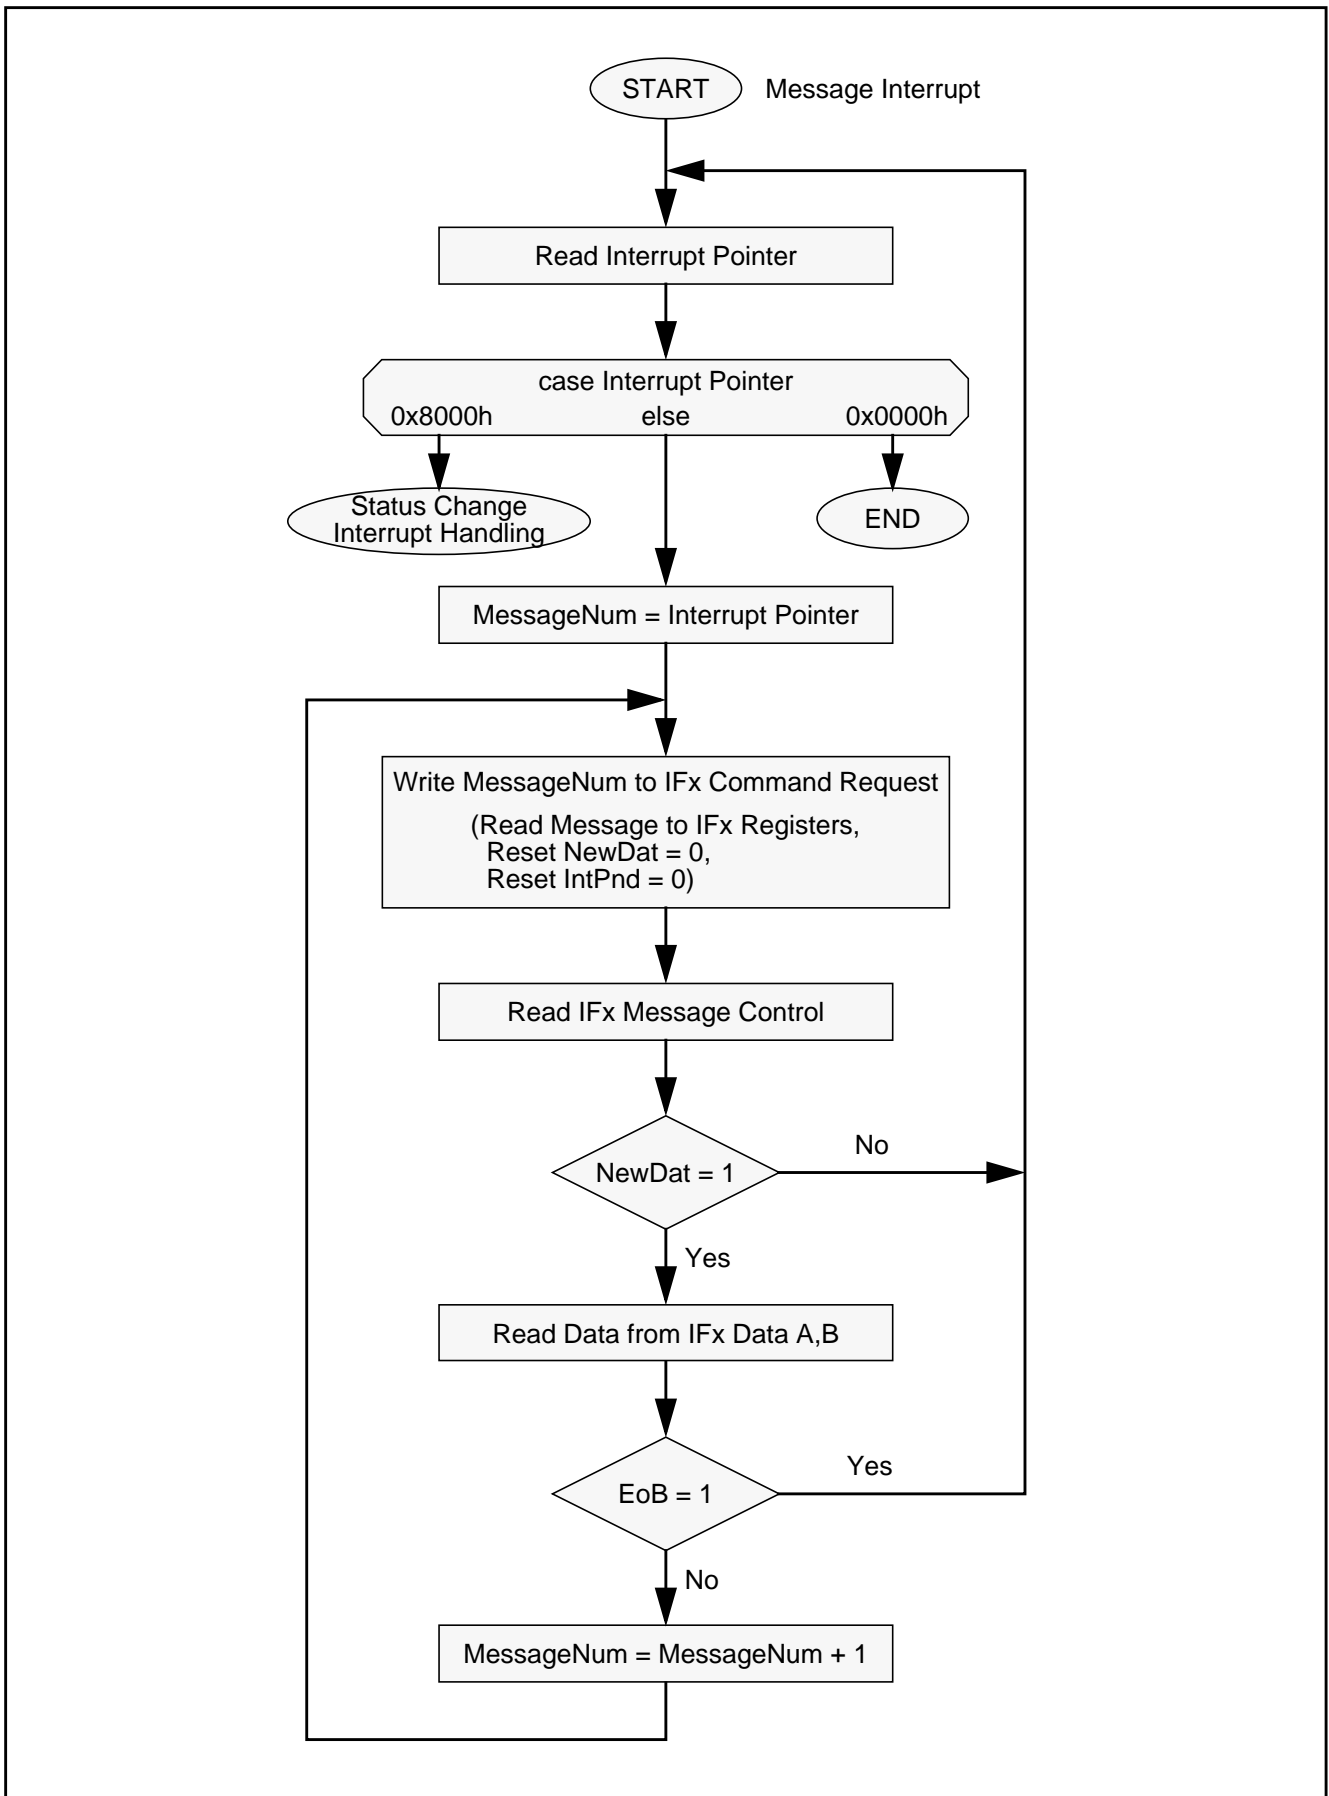 START
Message Interrupt
Read Interrupt Pointer
case Interrupt Pointer
0x8000h
else
0x0000h
Status Change
Interrupt Handling
END
MessageNum = Interrupt Pointer
Write MessageNum to IFx Command Request
(Read Message to IFx Registers,
Reset NewDat = 0,
Reset IntPnd = 0)
Read IFx Message Control
NewDat = 1
No
Yes
Read Data from IFx Data A,B
EoB = 1
Yes
No
MessageNum = MessageNum + 1